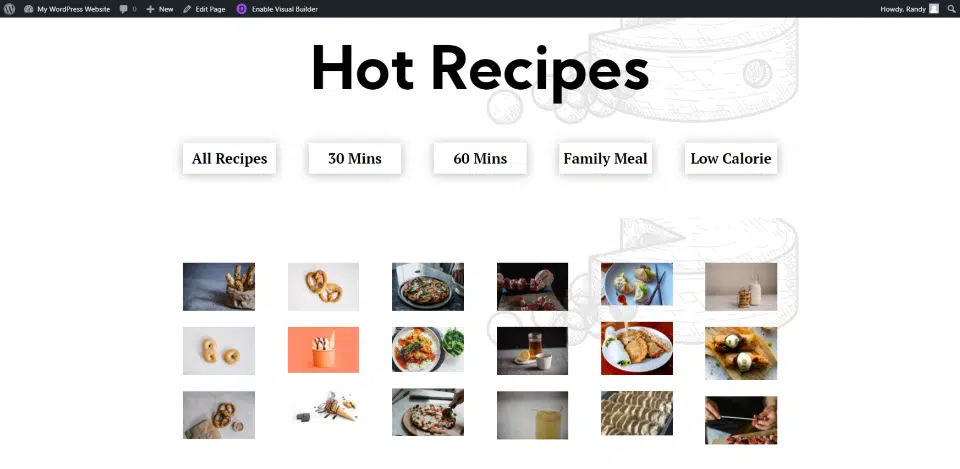 My WordPress Website 0 New Edit Page D Enable Visual Builder Howdy, Randy
Hot Recipes
All Recipes 30 Mins 60 Mins Family Meal Low Calorie